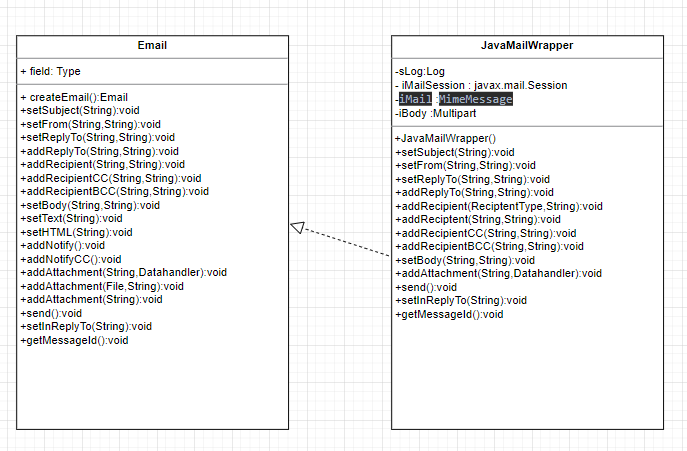 Email
+ field: Type
+ createEmail():Email
+setSubject(String):void
+setFrom(String,String):void
+setReplyTo(String,String):void
+addReplyTo(String,String):void
+addRecipient(String,String):void
+addRecipientCC(String,String):void
+addRecipientBCC(String,String):void
+setBody(String,String):void
+setText(String):void
+setHTML(String):void
+addNotify():void
+addNotifyCC():void
+addAttachment(String,Datahandler):void
+addAttachment(File,String):void
+addAttachment(String):void
+send():void
+setInReplyTo(String):void
+getMessageId():void
JavaMailWrapper
-sLog:Log
- iMailSession : javax.mail.Session
-iMail :MimeMessage
-iBody :Multipart
+JavaMailWrapper()
+setSubject(String):void
+setFrom(String,String):void
+setReplyTo(String,String):void
+addReplyTo(String,String):void
+addRecipient(ReciptentType,String):void
+addReciptent(String,String):void
+addRecipientCC(String,String):void
+addRecipientBCC(String,String):void
+setBody(String,String):void
+addAttachment(String,Datahandler):void
+send():void
+setInReplyTo(String):void
+getMessageId():void